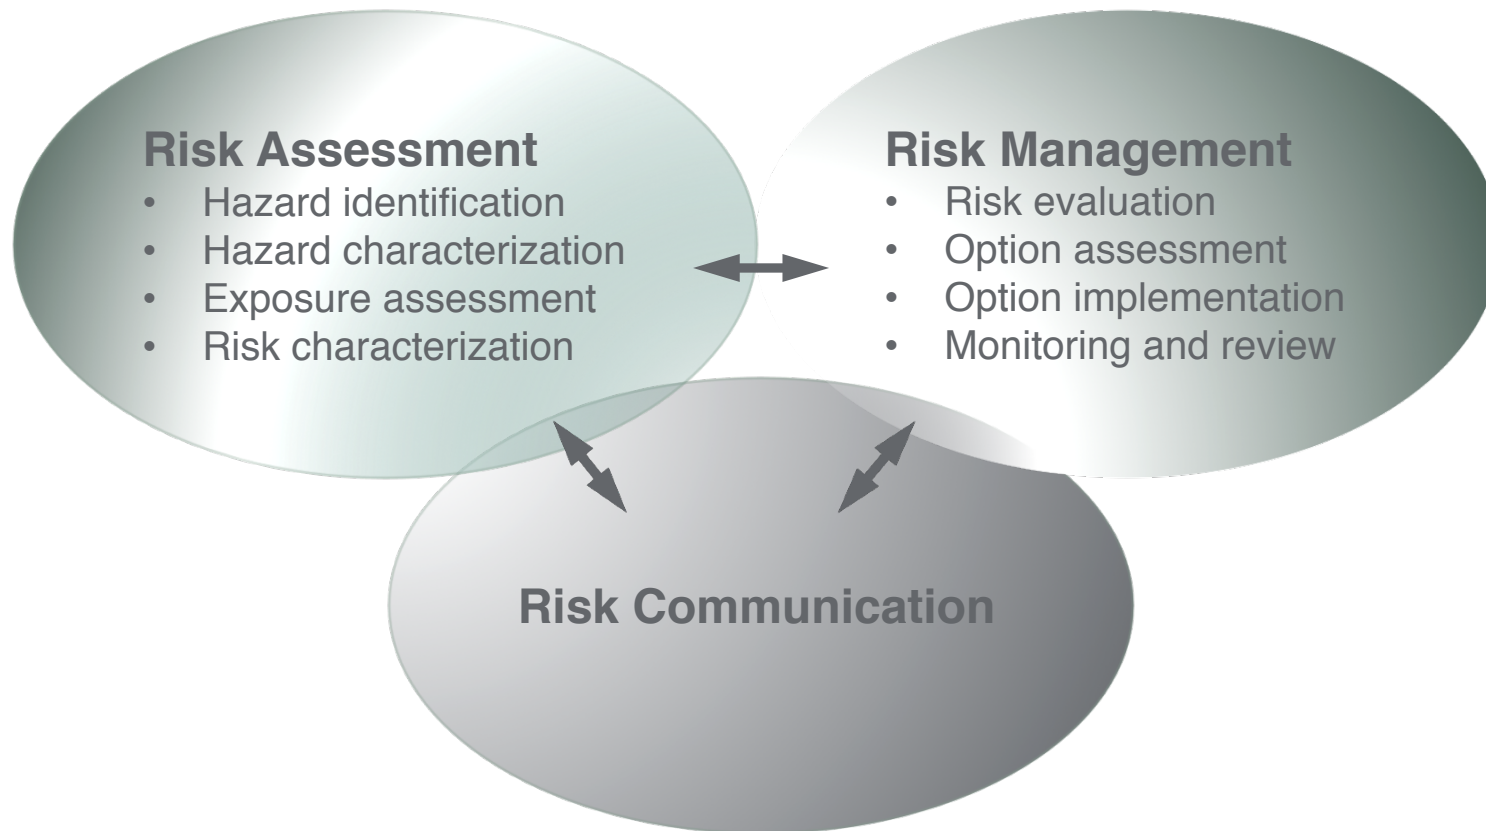 Risk Assessment
• Hazard identification
• Hazard characterization
• Exposure assessment
• Risk characterization
Risk Management
• Risk evaluation
• Option assessment
• Option implementation
• Monitoring and review
Risk Communication